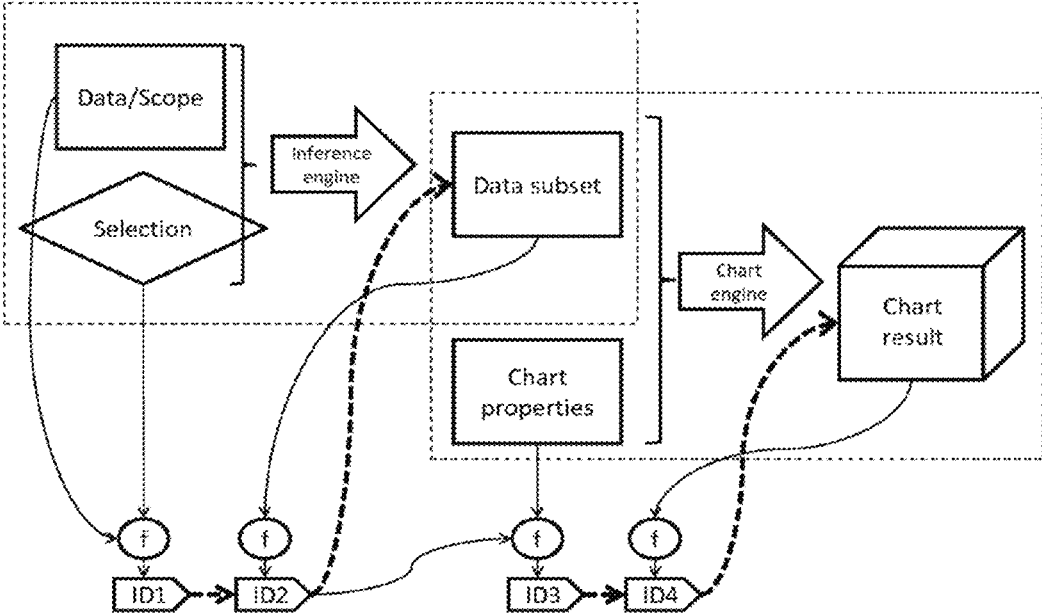 Data/Scope
Selection
Inference
engine
Data subset
Chart
properties
Chart
engine
Chart
result
f
f
f
f
ID1
ID2
ID3
ID4